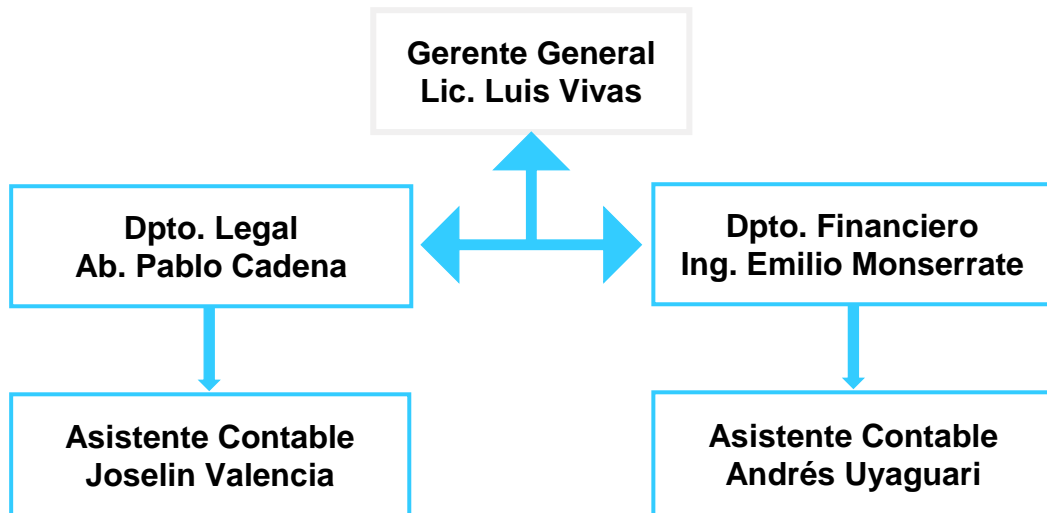 Gerente General
Lic. Luis Vivas
Dpto. Legal
Ab. Pablo Cadena
Dpto. Financiero
Ing. Emilio Monserrate
Asistente Contable
Joselin Valencia
Asistente Contable
Andrés Uyaguari